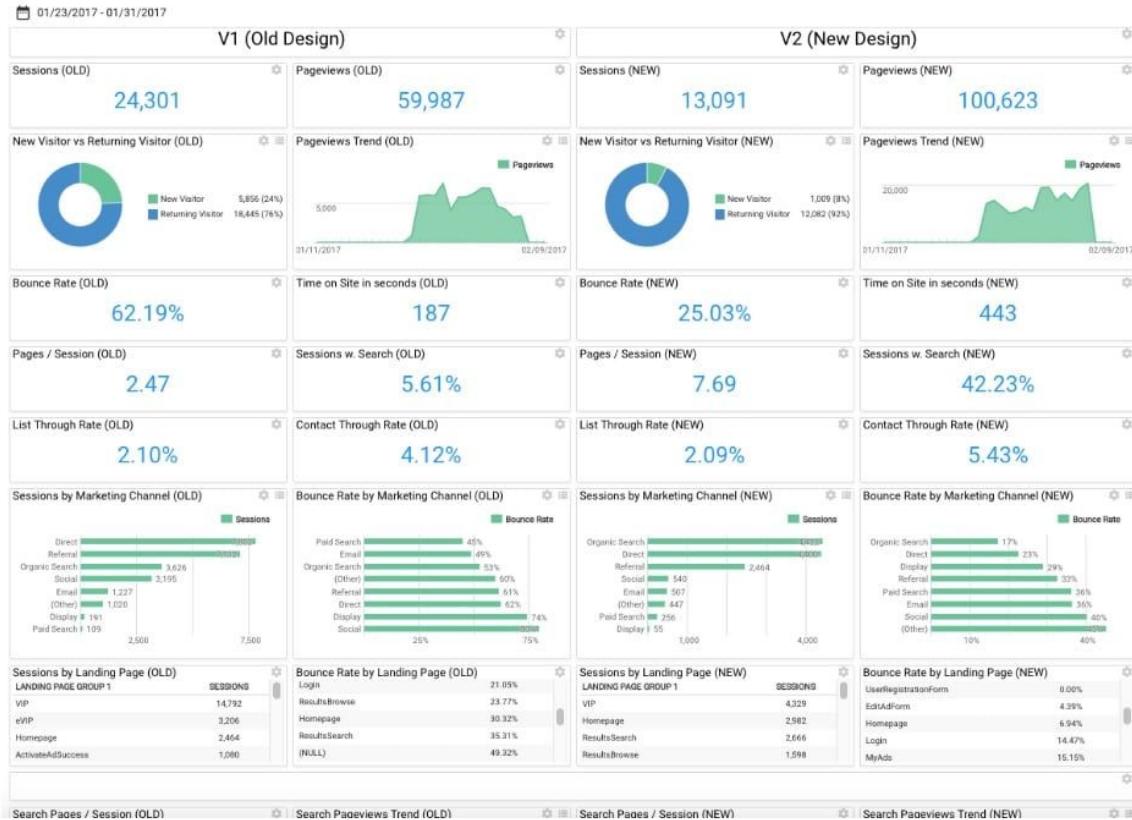 01/23/2017 - 01/31/2017
V1 (Old Design)
V2 (New Design)
Sessions (OLD)
24,301
Pageviews (OLD)
59,987
Sessions (NEW)
13,091
Pageviews (NEW)
100,623
New Visitor vs Returning Visitor (OLD)
New Visitor 5,856 (24%)
Returning Visitor 18,445 (76%)
Pageviews Trend (OLD)
Pageviews
5,000
01/11/2017 02/09/2017
New Visitor vs Returning Visitor (NEW)
New Visitor 1,009 (8%)
Returning Visitor 12,082 (92%)
Pageviews Trend (NEW)
Pageviews
20,000
01/11/2017 02/09/2017
Bounce Rate (OLD)
62.19%
Time on Site in seconds (OLD)
187
Bounce Rate (NEW)
25.03%
Time on Site in seconds (NEW)
443
Pages / Session (OLD)
2.47
Sessions w. Search (OLD)
5.61%
Pages / Session (NEW)
7.69
Sessions w. Search (NEW)
42.23%
List Through Rate (OLD)
2.10%
Contact Through Rate (OLD)
4.12%
List Through Rate (NEW)
2.09%
Contact Through Rate (NEW)
5.43%
Sessions by Marketing Channel (OLD)
Sessions
Direct
Referral
Organic Search 3,626
Social 3,195
Email 1,227
(Other) 1,020
Display 191
Paid Search 109
2,500 7,500
Bounce Rate by Marketing Channel (OLD)
Bounce Rate
Paid Search 45%
Email 49%
Organic Search 53%
(Other) 60%
Referral 61%
Direct 62%
Display 74%
Social
25% 75%
Sessions by Marketing Channel (NEW)
Sessions
Organic Search
Direct
Referral 2,464
Social 540
Email 507
(Other) 447
Paid Search 256
Display 55
1,000 4,000
Bounce Rate by Marketing Channel (NEW)
Bounce Rate
Organic Search 17%
Direct 23%
Display 29%
Referral 33%
Paid Search 36%
Email 36%
Social 40%
(Other)
10% 40%
Sessions by Landing Page (OLD)
LANDING PAGE GROUP 1 SESSIONS
VIP 14,792
eVIP 3,206
Homepage 2,464
ActivateAdSuccess 1,080
Bounce Rate by Landing Page (OLD)
Login 21.05%
ResultsBrowse 23.77%
Homepage 30.32%
ResultsSearch 35.31%
(NULL) 49.32%
Sessions by Landing Page (NEW)
LANDING PAGE GROUP 1 SESSIONS
VIP 4,329
Homepage 2,982
ResultsSearch 2,666
ResultsBrowse 1,598
Bounce Rate by Landing Page (NEW)
UserRegistrationForm 0.00%
EditAdForm 4.39%
Homepage 6.94%
Login 14.47%
MyAds 15.15%
Search Pages / Session (OLD)
Search Pageviews Trend (OLD)
Search Pages / Session (NEW)
Search Pageviews Trend (NEW)